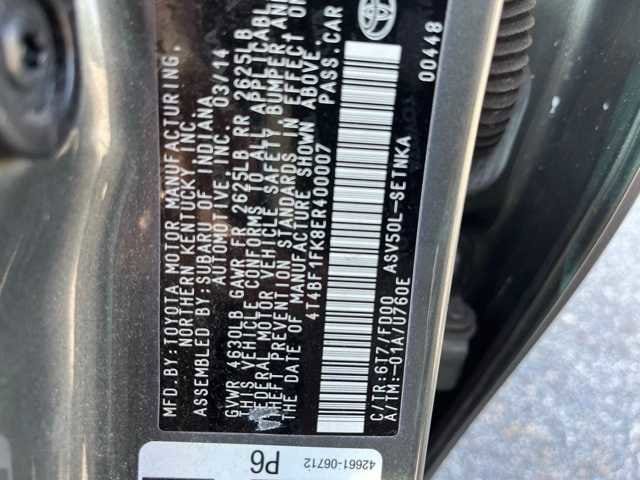 MFD. BY:TOYOTA MOTOR MANUFACTURING,
NORTHERN KENTUCKY INC.
ASSEMBLED BY:SUBARU OF INDIANA
AUTOMOTIVE INC. 03/14
GVWR 4630LB GAWR FR 2625LB RR 2625LB
THIS VEHICLE CONFORMS TO ALL APPLICABL
FEDERAL MOTOR VEHICLE SAFETY BUMPER AN
THEFT PREVENTION STANDARDS IN EFFECT O
THE DATE OF MANUFACTURE SHOWN ABOVE.
4T4BF1FK8ER400007 PASS.CAR
C/TR:6T7/FD00 ASV50L-SETNKA
A/TM:-01A/U760E 00448
42661-06712
P6